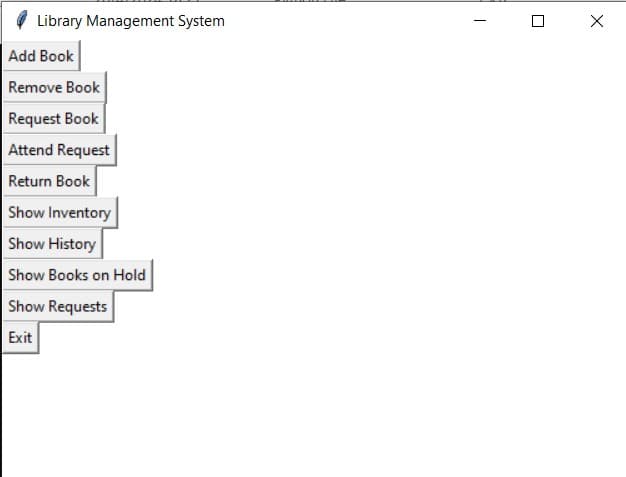 Library Management System
Add Book
Remove Book
Request Book
Attend Request
Return Book
Show Inventory
Show History
Show Books on Hold
Show Requests
Exit